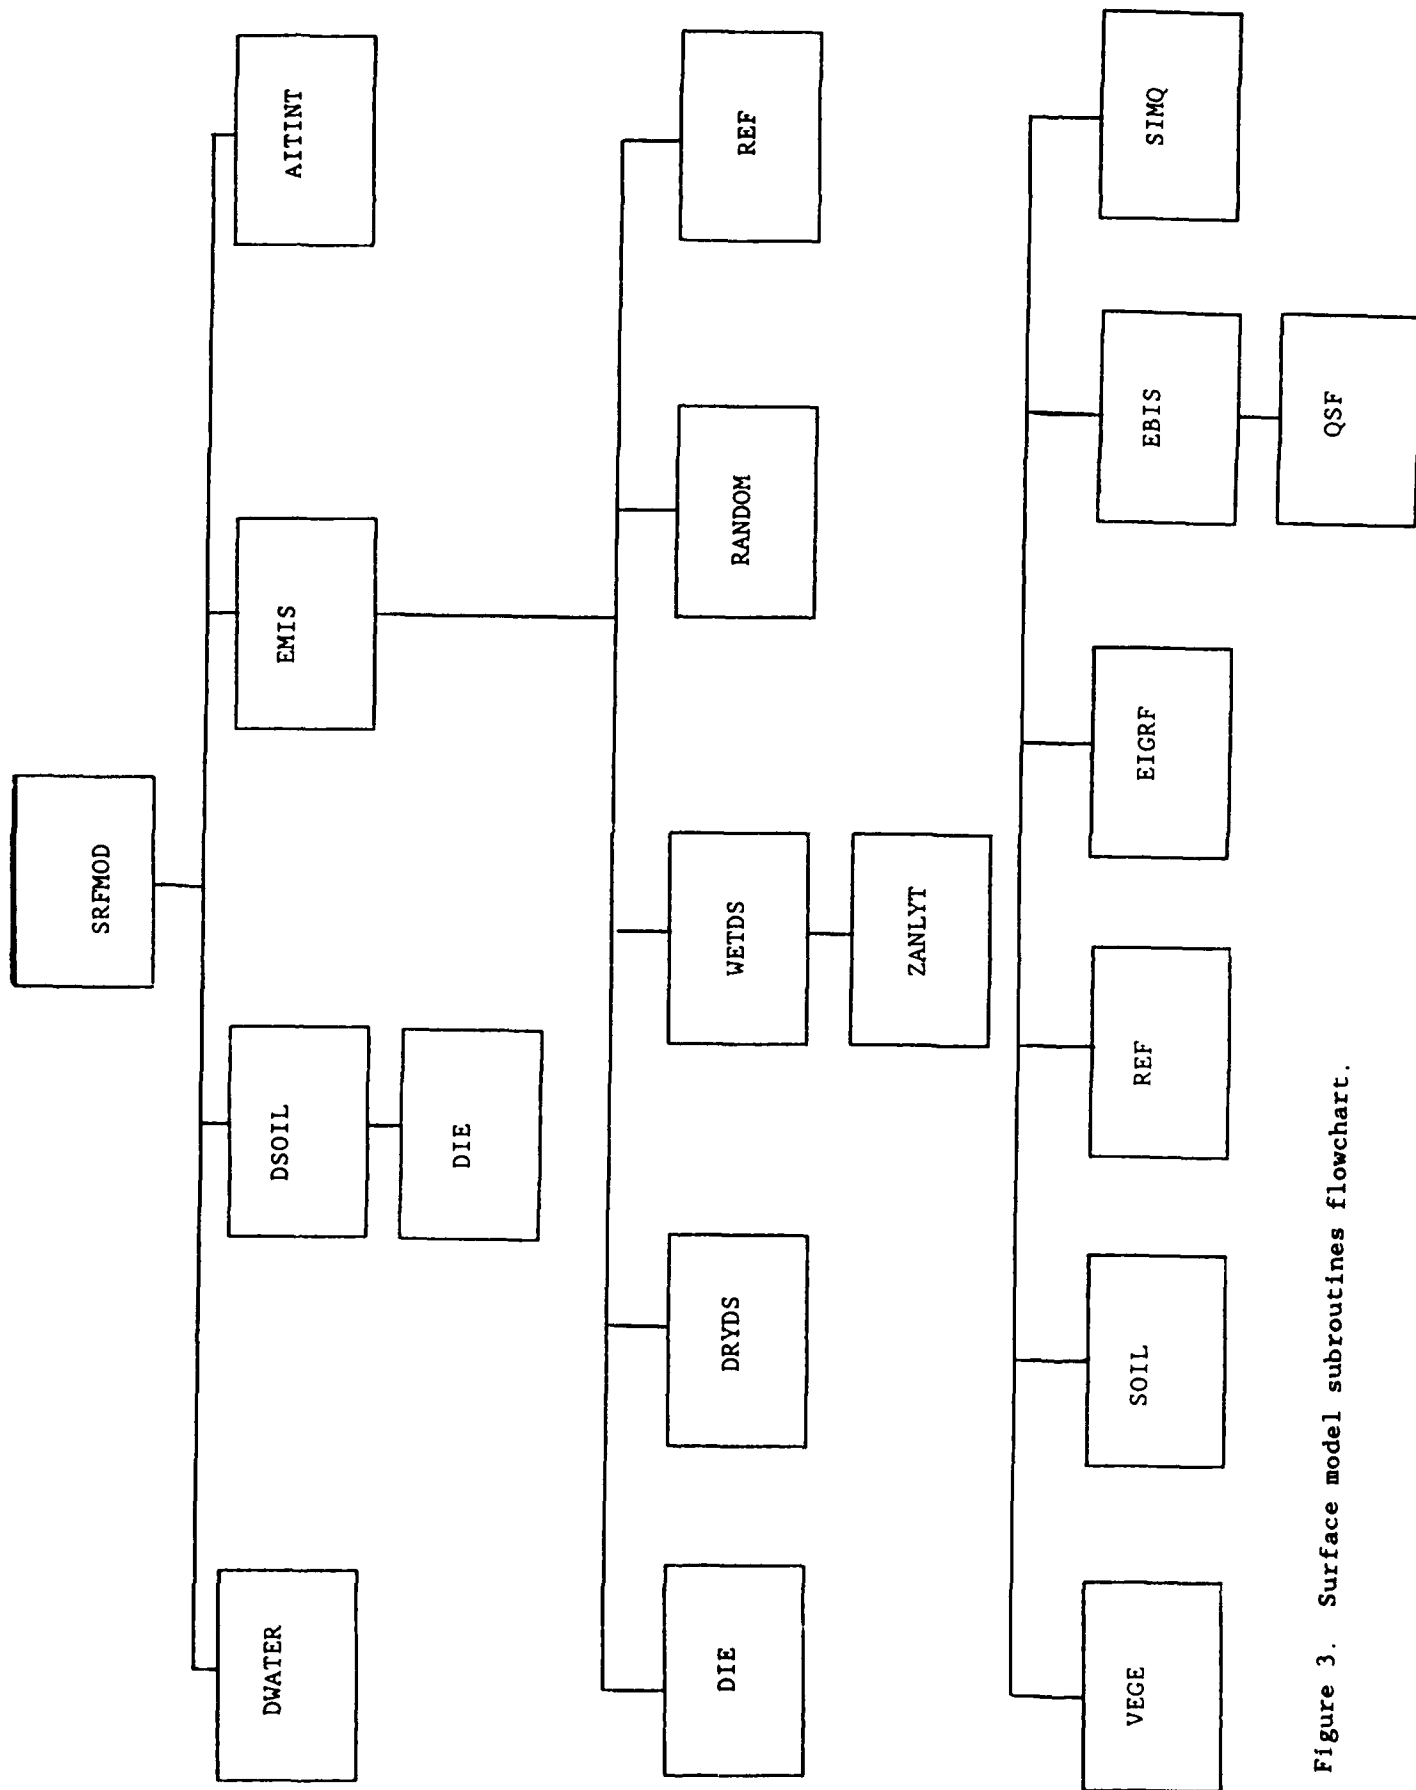 SRFMOD
DWATER
DSOIL
EMIS
AITINT
DIE
DIE
DRYDS
WETDS
RANDOM
REF
ZANLYT
VEGE
SOIL
REF
EIGRF
EBIS
SIMQ
QSF
Figure 3. Surface model subroutines flowchart.